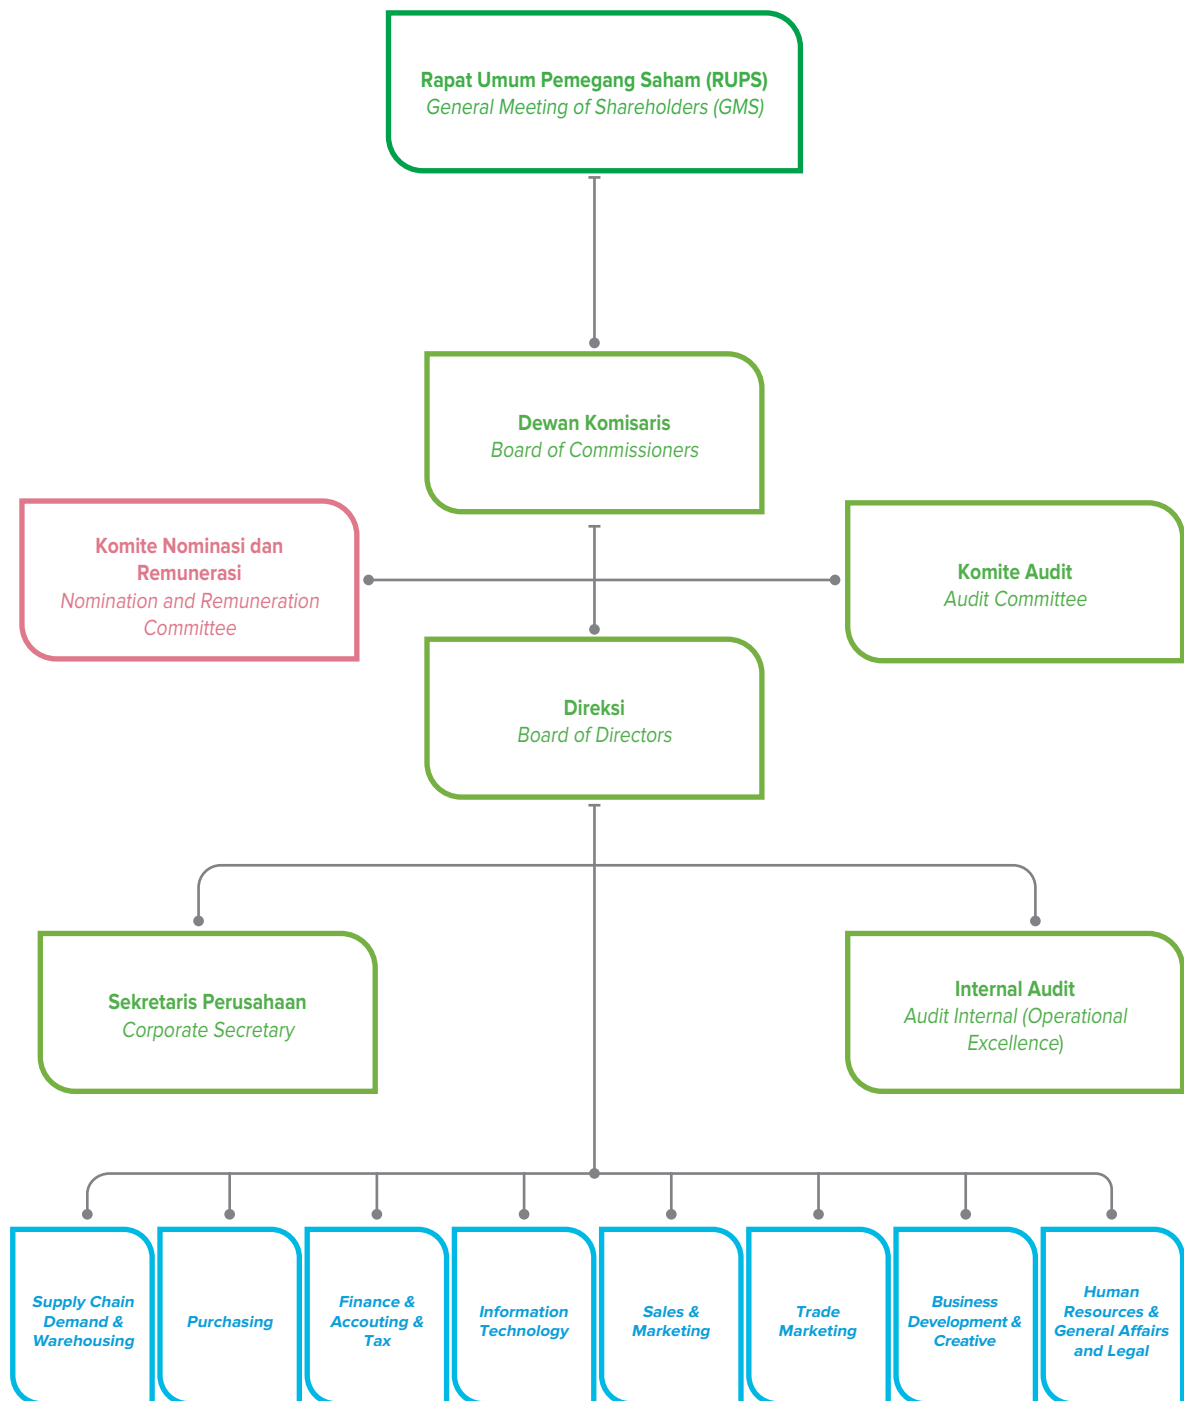 Rapat Umum Pemegang Saham (RUPS)
General Meeting of Shareholders (GMS)
Dewan Komisaris
Board of Commissioners
Komite Nominasi dan
Remunerasi
Nomination and Remuneration
Committee
Komite Audit
Audit Committee
Direksi
Board of Directors
Sekretaris Perusahaan
Corporate Secretary
Internal Audit
Audit Internal (Operational
Excellence)
Supply Chain
Demand &
Warehousing
Purchasing
Finance &
Accouting &
Tax
Information
Technology
Sales &
Marketing
Trade
Marketing
Business
Development &
Creative
Human
Resources &
General Affairs
and Legal